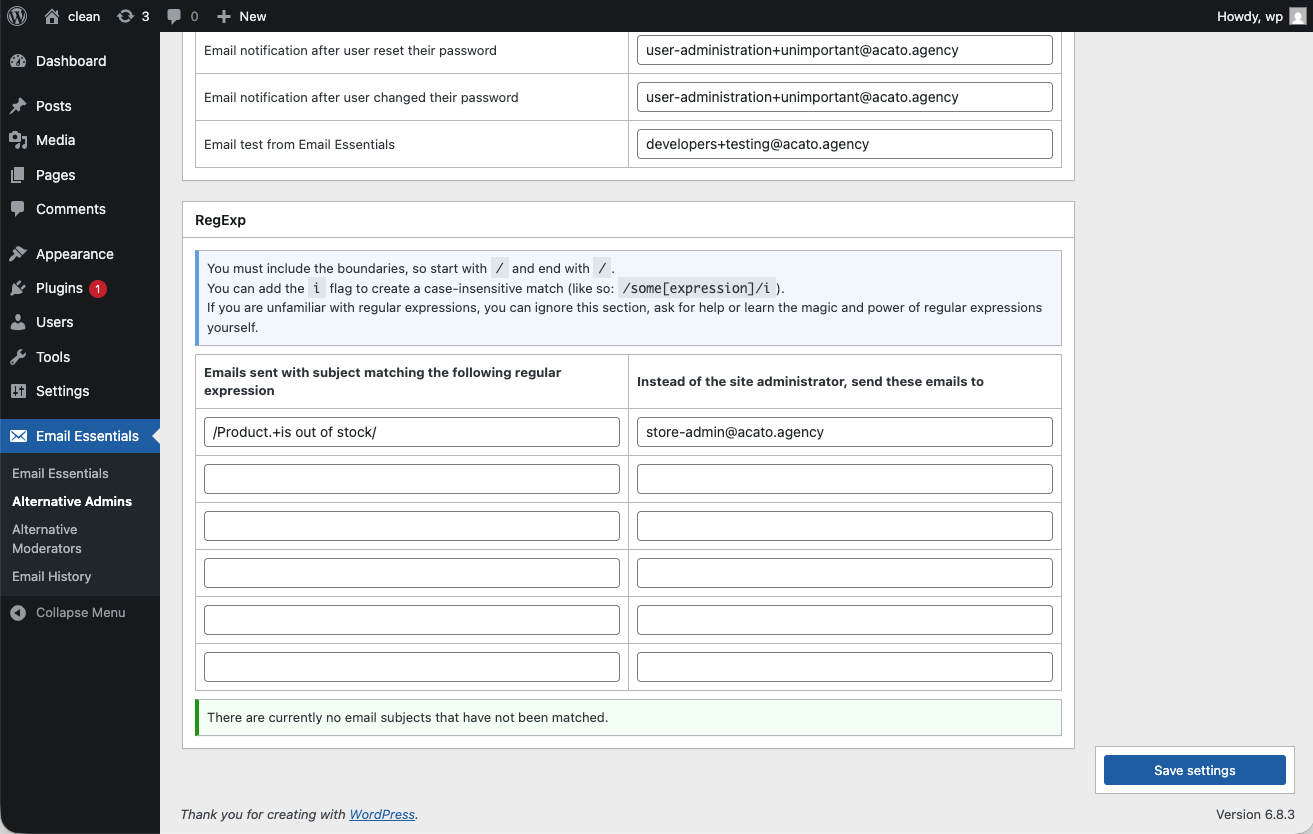 clean
3
0
New
Howdy, wp
Dashboard
Posts
Media
Pages
Comments
Appearance
Plugins 1
Users
Tools
Settings
Email Essentials
Email Essentials
Alternative Admins
Alternative
Moderators
Email History
Collapse Menu
Email notification after user reset their password
user-administration+unimportant@acato.agency
Email notification after user changed their password
user-administration+unimportant@acato.agency
Email test from Email Essentials
developers+testing@acato.agency
RegExp
You must include the boundaries, so start with / and end with / .
You can add the i flag to create a case-insensitive match (like so: /some[expression]/i ).
If you are unfamiliar with regular expressions, you can ignore this section, ask for help or learn the magic and power of regular expressions
yourself.
Emails sent with subject matching the following regular
expression
Instead of the site administrator, send these emails to
/Product.+is out of stock/
store-admin@acato.agency
There are currently no email subjects that have not been matched.
Save settings
Thank you for creating with WordPress.
Version 6.8.3